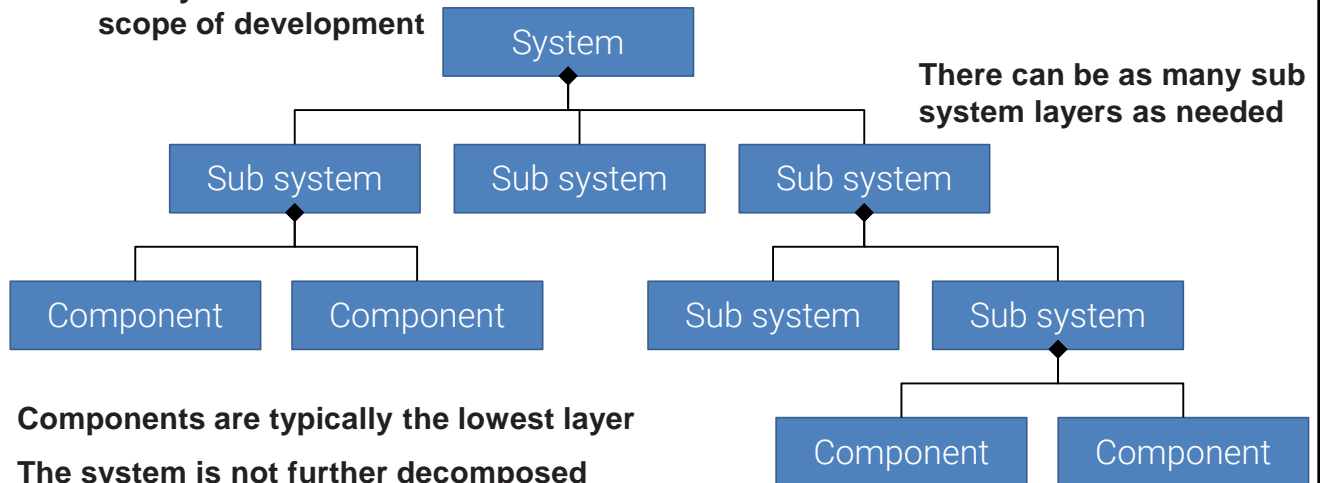 scope of development
System
There can be as many sub
system layers as needed
Sub system
Sub system
Sub system
Component
Component
Sub system
Sub system
Components are typically the lowest layer
The system is not further decomposed
Component
Component